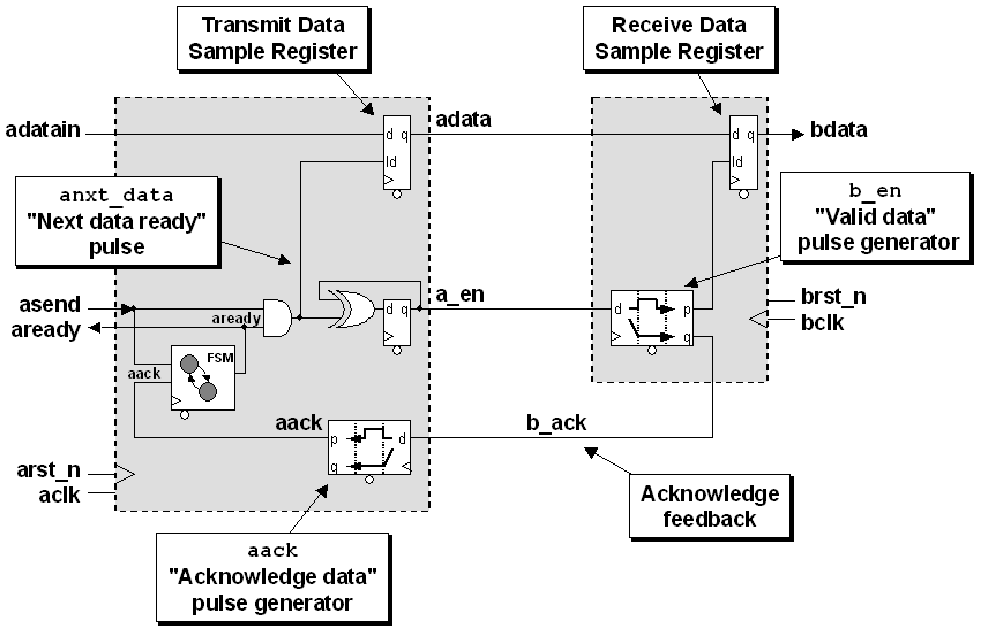 Transmit Data
Sample Register
Receive Data
Sample Register
adatain
d q
ld
adata
d q
ld
bdata
anxt_data
"Next data ready"
pulse
b_en
"Valid data"
pulse generator
asend
aready
aready
d q
a_en
d
p
q
brst_n
bclk
FSM
aack
aack
p
d
q
b_ack
arst_n
aclk
Acknowledge
feedback
aack
"Acknowledge data"
pulse generator